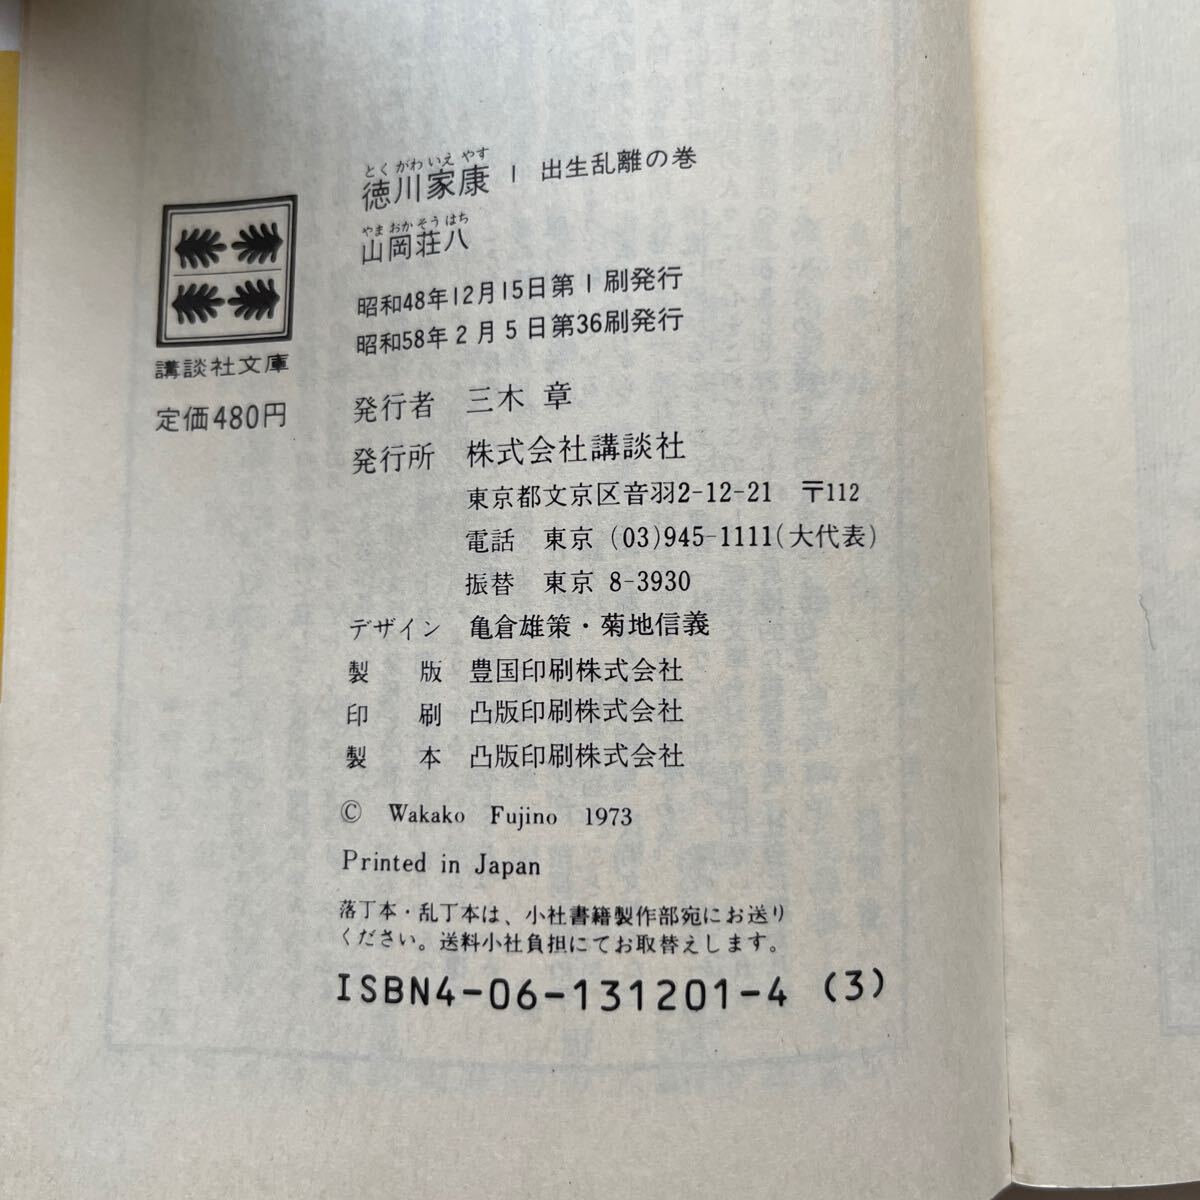 とくがわいえやす
徳川家康 1 出生乱離の巻
やまおかそうはち
山岡荘八
昭和48年12月15日第1刷発行
昭和58年2月5日第36刷発行
講談社文庫
定価480円
発行者 三木 章
発行所 株式会社講談社
東京都文京区音羽2-12-21 〒112
電話 東京 (03)945-1111(大代表)
振替 東京 8-3930
デザイン 亀倉雄策・菊地信義
製版 豊国印刷株式会社
印刷 凸版印刷株式会社
製本 凸版印刷株式会社
© Wakako Fujino 1973
Printed in Japan
落丁本・乱丁本は、小社書籍製作部宛にお送り
ください。送料小社負担にてお取替えします。
ISBN4-06-131201-4 (3)